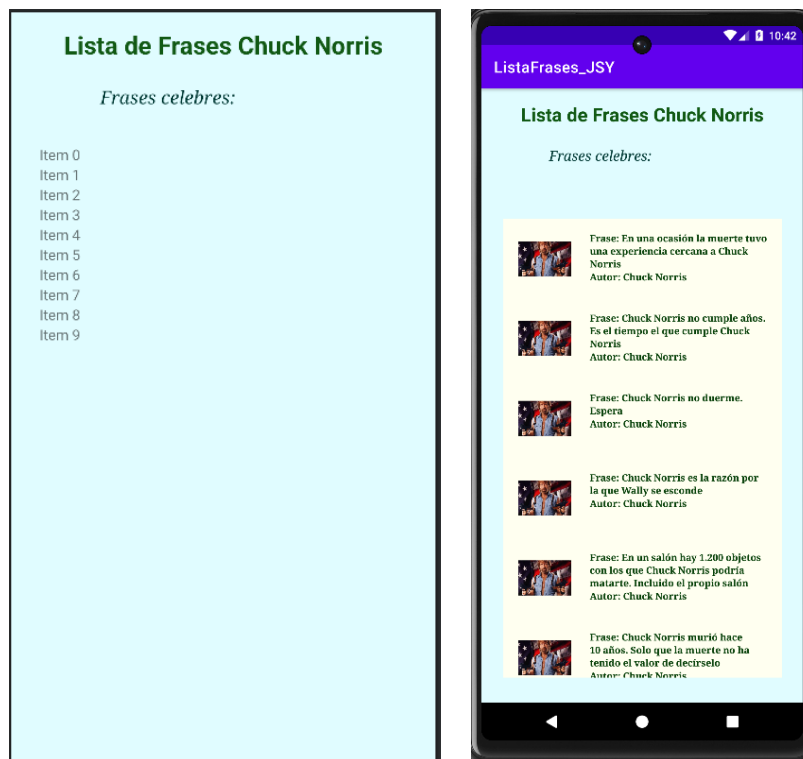 Lista de Frases Chuck Norris
Frases celebres:
Item 0
Item 1
Item 2
Item 3
Item 4
Item 5
Item 6
Item 7
Item 8
Item 9
10:42
ListaFrases_JSY
Lista de Frases Chuck Norris
Frases celebres:
Frase: En una ocasión la muerte tuvo
una experiencia cercana a Chuck
Norris
Autor: Chuck Norris
Frase: Chuck Norris no cumple años.
Es el tiempo el que cumple Chuck
Norris
Autor: Chuck Norris
Frase: Chuck Norris no duerme.
Espera
Autor: Chuck Norris
Frase: Chuck Norris es la razón por
la que Wally se esconde
Autor: Chuck Norris
Frase: En un salón hay 1.200 objetos
con los que Chuck Norris podría
matarte. Incluido el propio salón
Autor: Chuck Norris
Frase: Chuck Norris murió hace
10 años. Solo que la muerte no ha
tenido el valor de decírselo
Autor: Chuck Norris